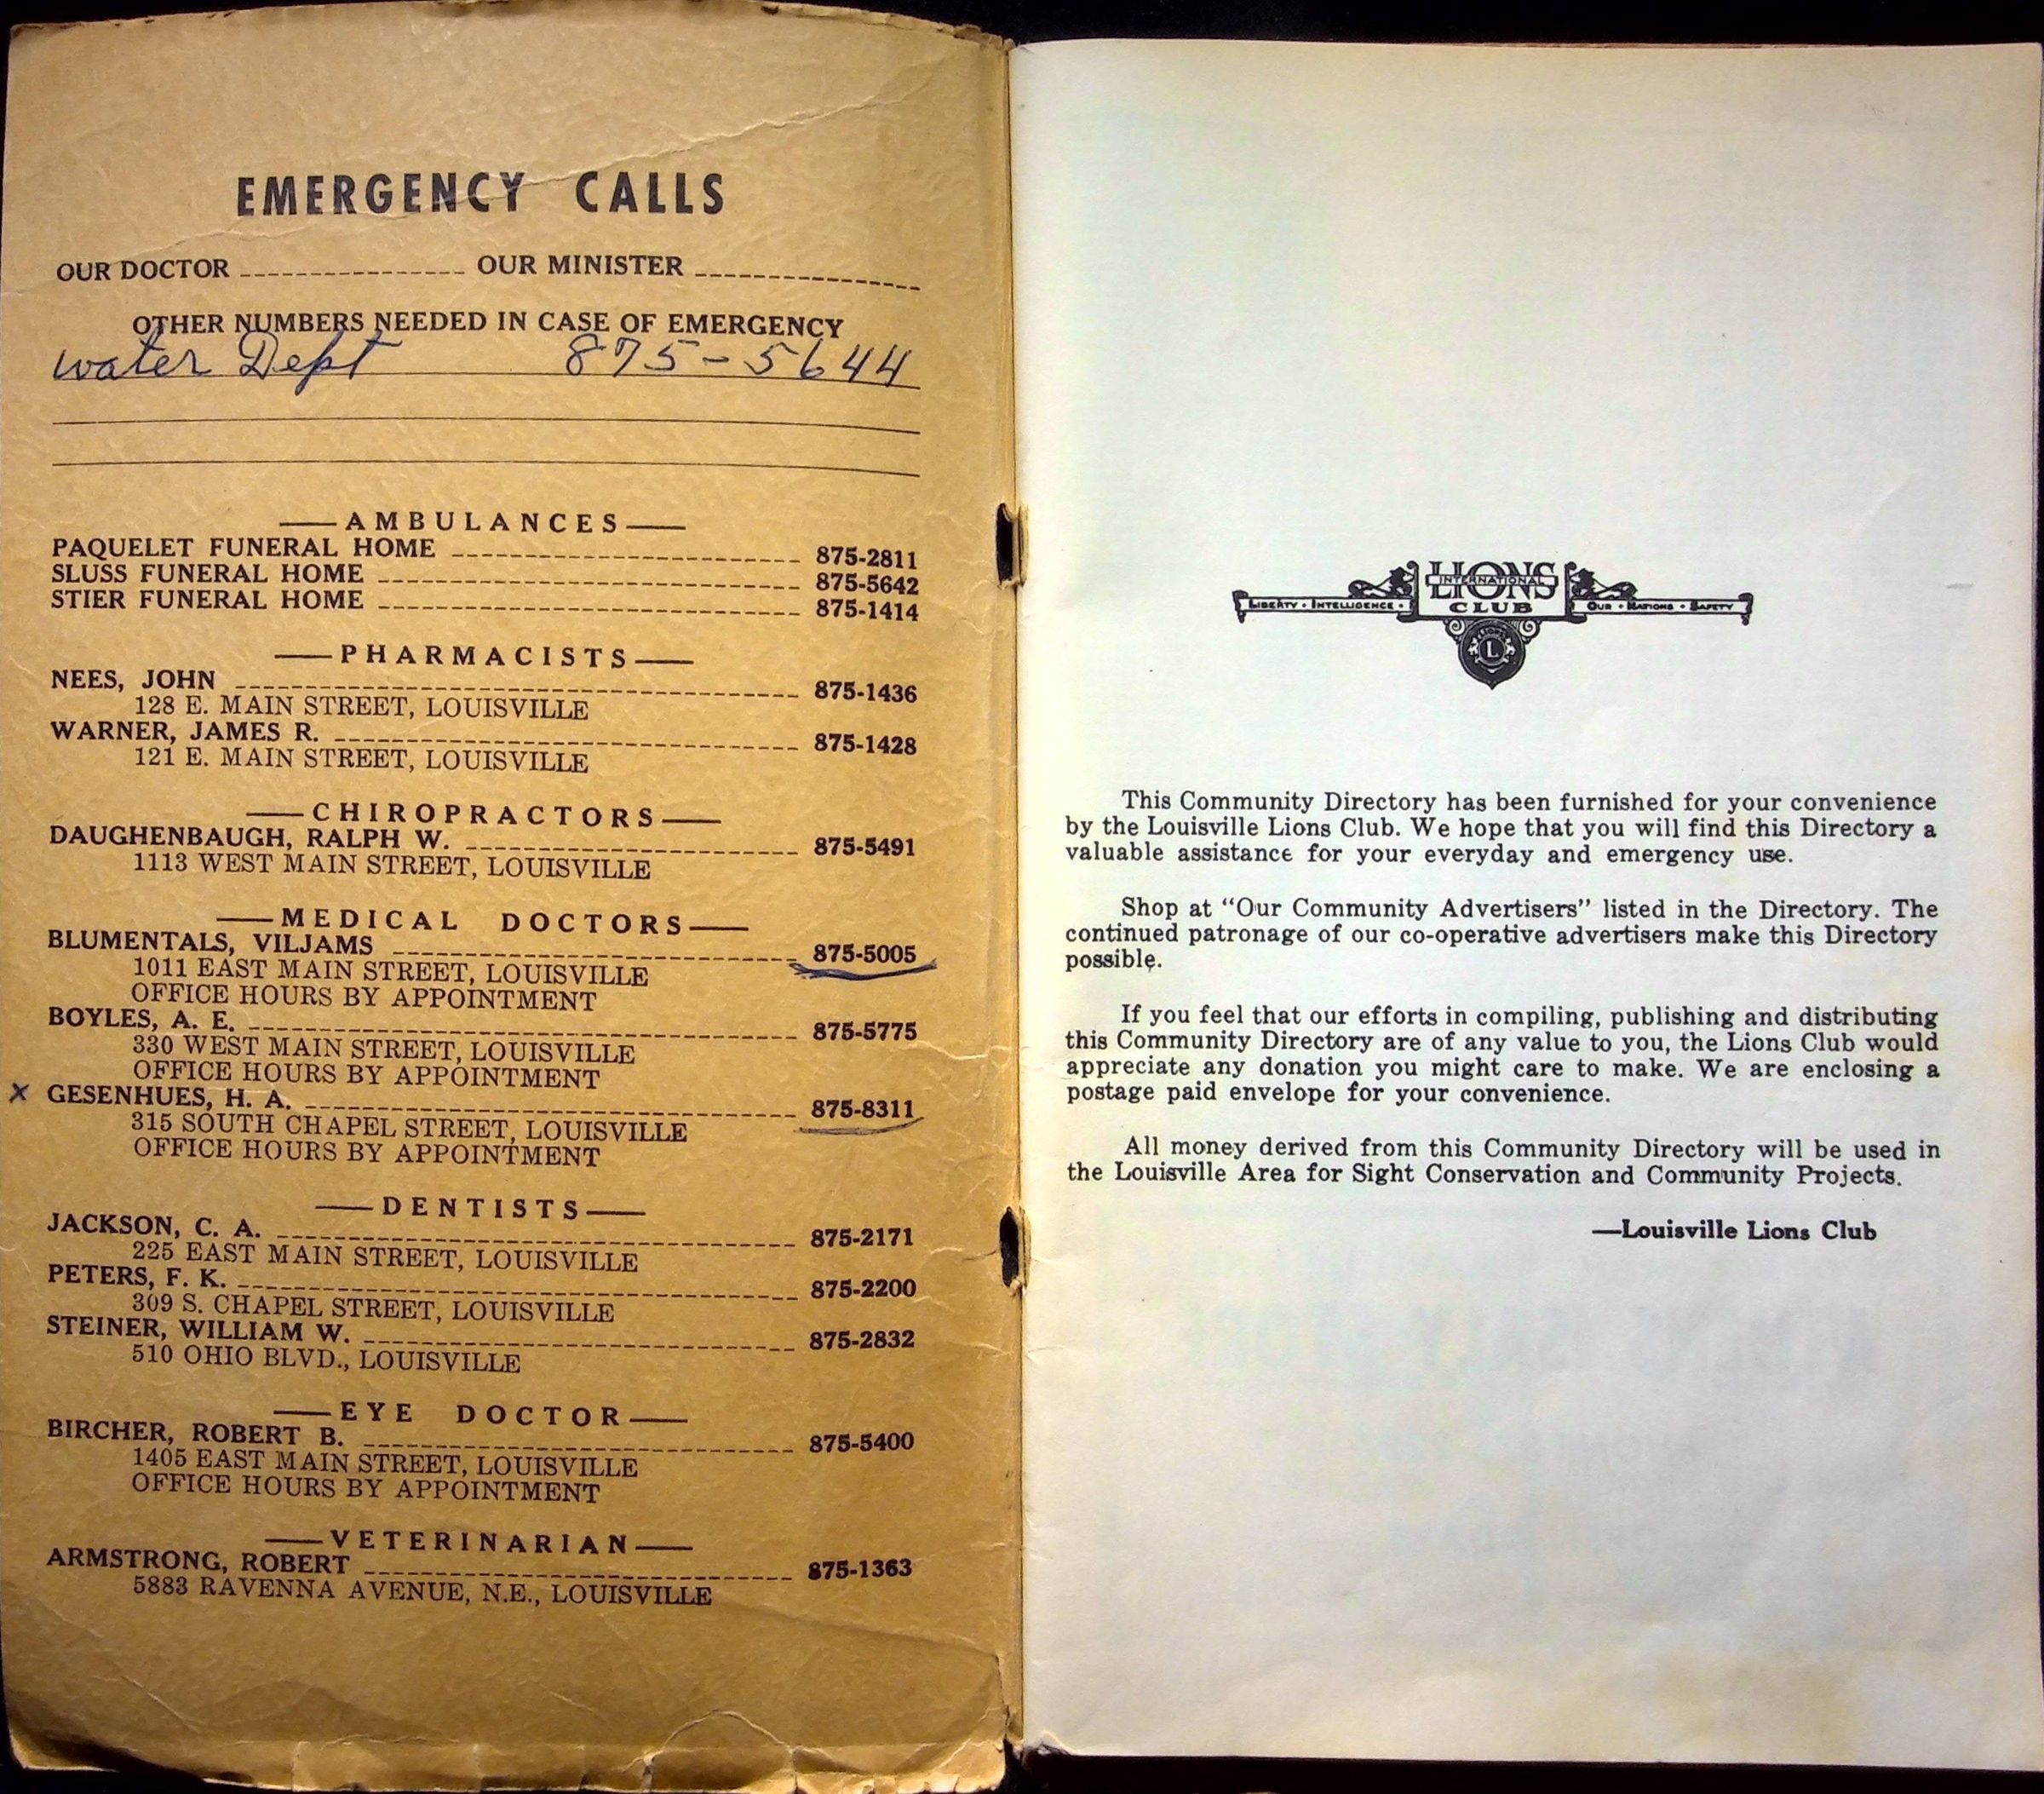 EMERGENCY CALLS
OUR DOCTOR ---------------- OUR MINISTER ----------------
OTHER NUMBERS NEEDED IN CASE OF EMERGENCY
water Dept 875-5644
—AMBULANCES—
PAQUELET FUNERAL HOME ---------------- 875-2811
SLUSS FUNERAL HOME ---------------- 875-5642
STIER FUNERAL HOME ---------------- 875-1414
—PHARMACISTS—
NEES, JOHN ---------------- 875-1436
128 E. MAIN STREET, LOUISVILLE
WARNER, JAMES R. ---------------- 875-1428
121 E. MAIN STREET, LOUISVILLE
—CHIROPRACTORS—
DAUGHENBAUGH, RALPH W. ---------------- 875-5491
1113 WEST MAIN STREET, LOUISVILLE
—MEDICAL DOCTORS—
BLUMENTALS, VILJAMS ---------------- 875-5005
1011 EAST MAIN STREET, LOUISVILLE
OFFICE HOURS BY APPOINTMENT
BOYLES, A. E. ---------------- 875-5775
330 WEST MAIN STREET, LOUISVILLE
OFFICE HOURS BY APPOINTMENT
x GESENHUES, H. A. ---------------- 875-8311
315 SOUTH CHAPEL STREET, LOUISVILLE
OFFICE HOURS BY APPOINTMENT
—DENTISTS—
JACKSON, C. A. ---------------- 875-2171
225 EAST MAIN STREET, LOUISVILLE
PETERS, F. K. ---------------- 875-2200
309 S. CHAPEL STREET, LOUISVILLE
STEINER, WILLIAM W. ---------------- 875-2832
510 OHIO BLVD., LOUISVILLE
—EYE DOCTOR—
BIRCHER, ROBERT B. ---------------- 875-5400
1405 EAST MAIN STREET, LOUISVILLE
OFFICE HOURS BY APPOINTMENT
—VETERINARIAN—
ARMSTRONG, ROBERT ---------------- 875-1363
5883 RAVENNA AVENUE, N.E., LOUISVILLE
LIONS
INTERNATIONAL
CLUB
LIBERTY • INTELLIGENCE •
OUR • NATIONS • SAFETY
LIONS
L
This Community Directory has been furnished for your convenience
by the Louisville Lions Club. We hope that you will find this Directory a
valuable assistance for your everyday and emergency use.
Shop at “Our Community Advertisers” listed in the Directory. The
continued patronage of our co-operative advertisers make this Directory
possible.
If you feel that our efforts in compiling, publishing and distributing
this Community Directory are of any value to you, the Lions Club would
appreciate any donation you might care to make. We are enclosing a
postage paid envelope for your convenience.
All money derived from this Community Directory will be used in
the Louisville Area for Sight Conservation and Community Projects.
—Louisville Lions Club